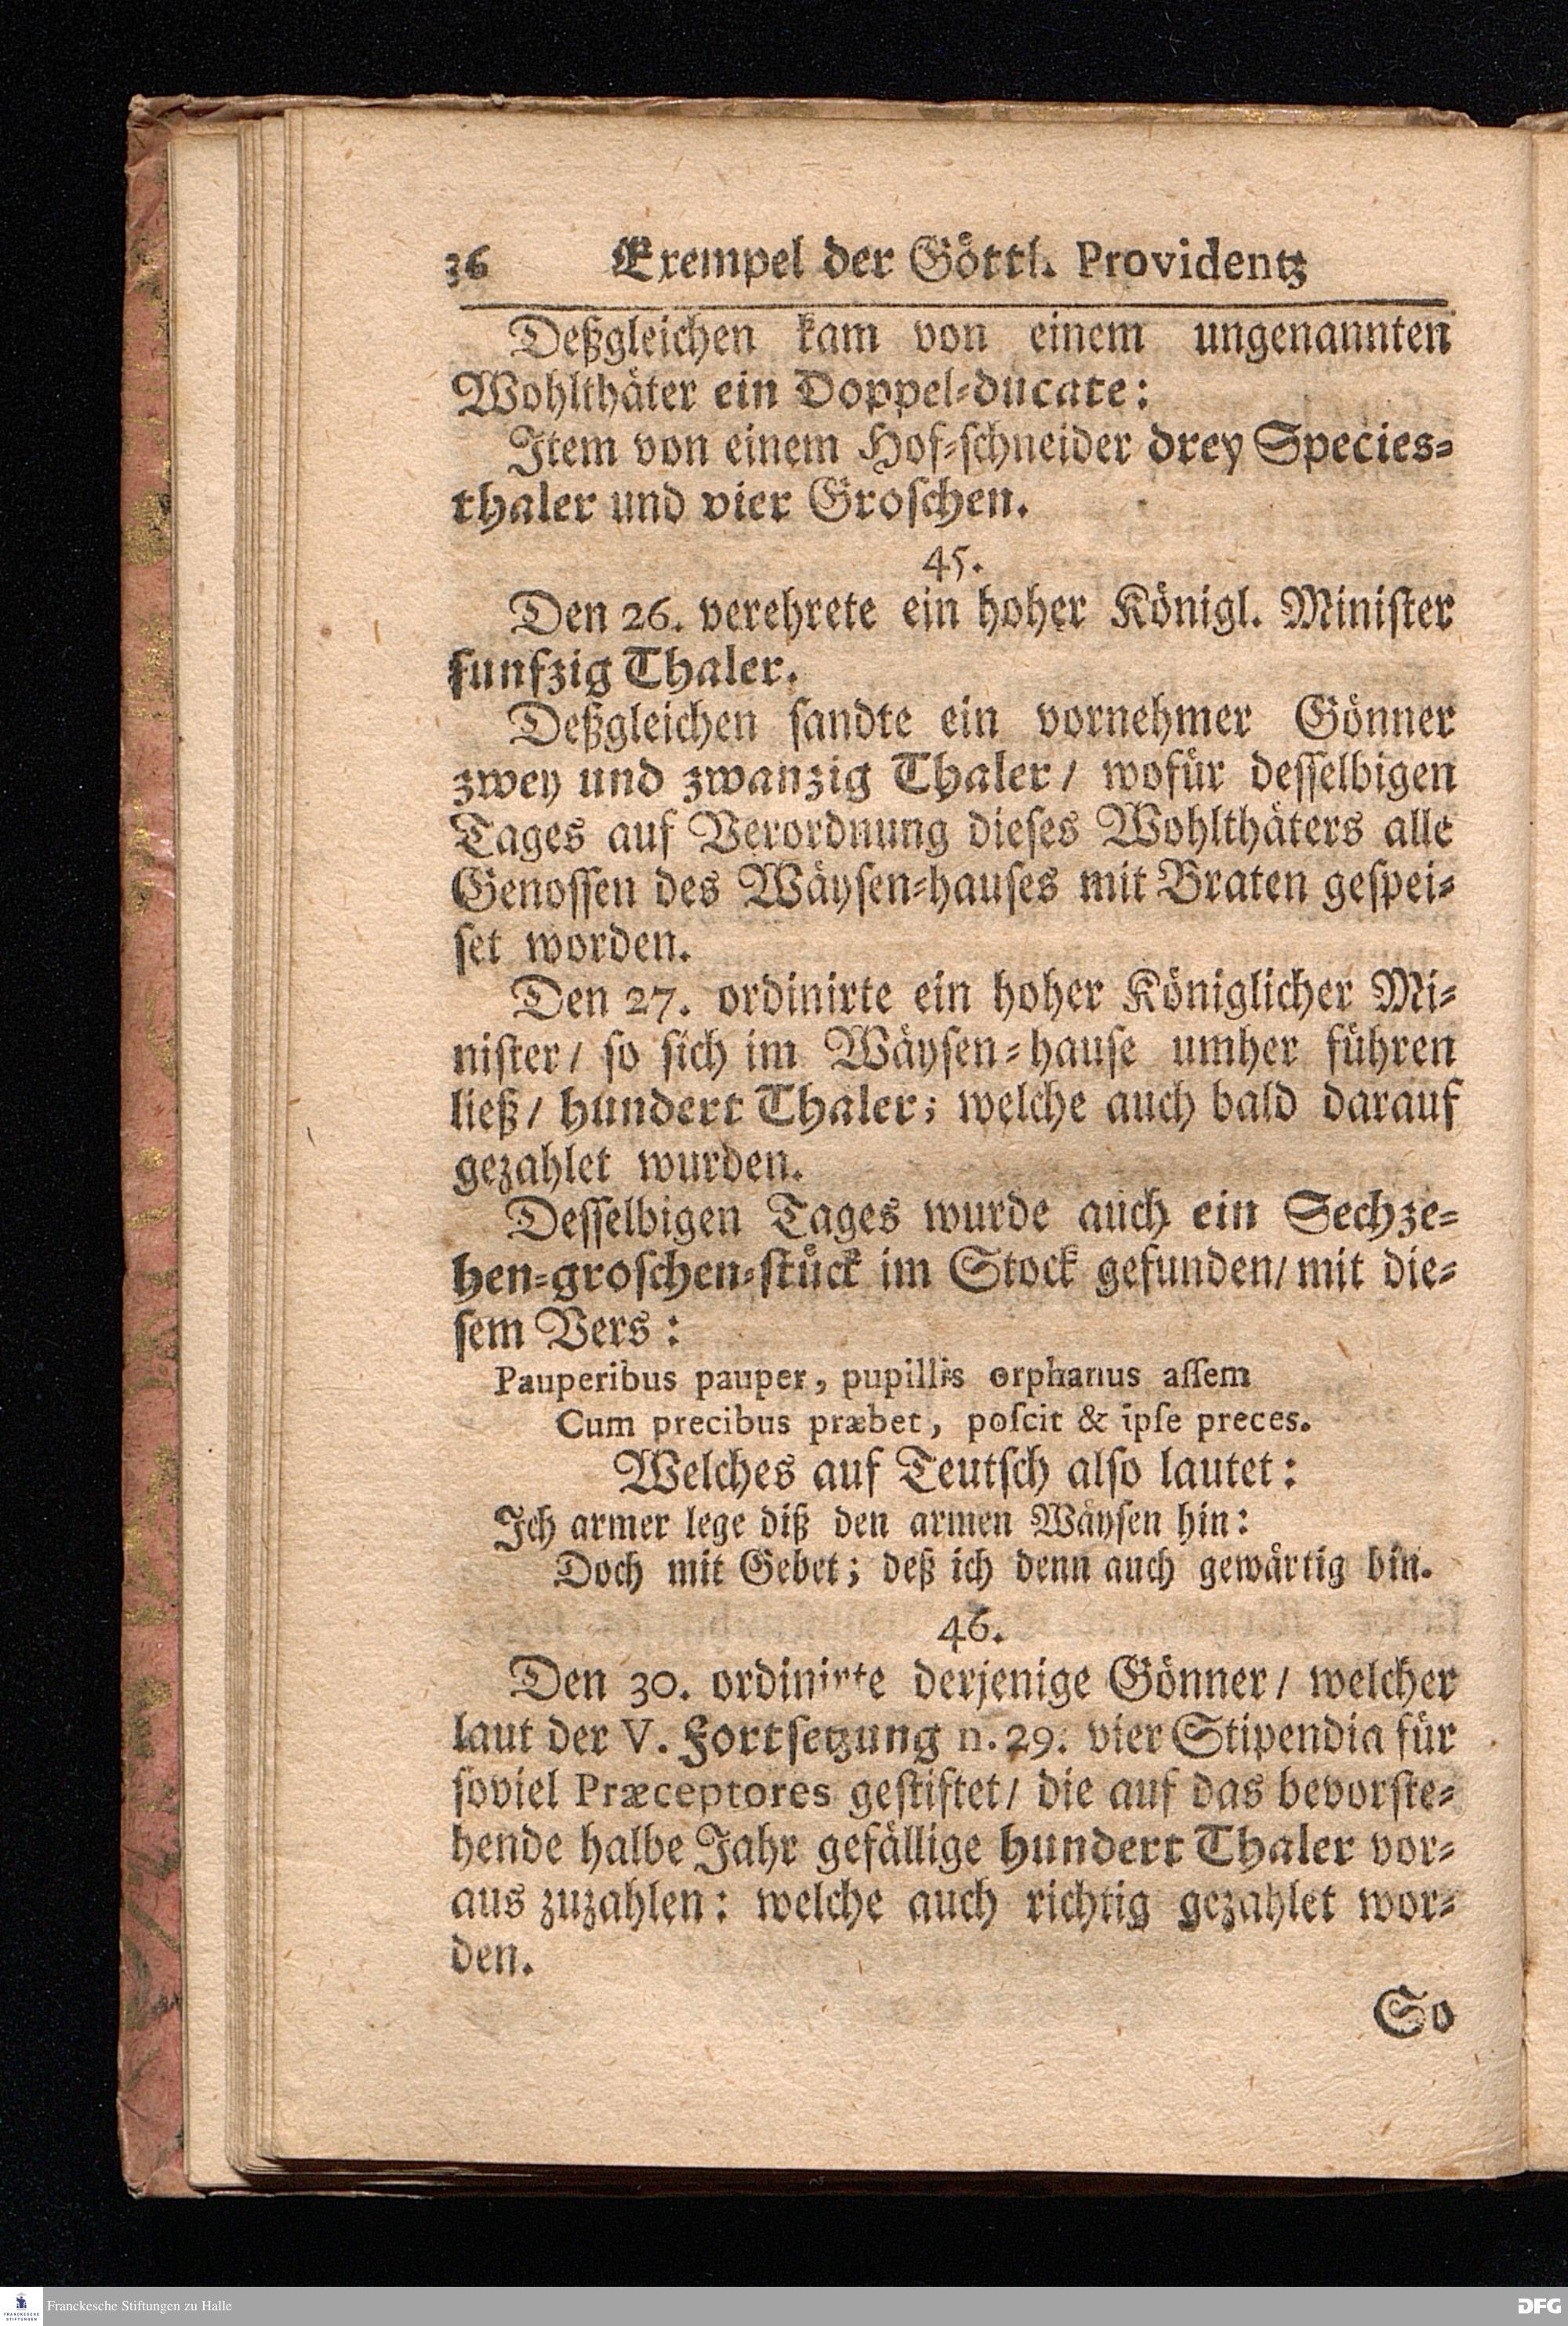 36 Exempel der Göttl. Providentz
Deßgleichen kam von einem ungenannten
Wohlthäter ein Doppel-ducate:
Item von einem Hof-schneider drey Species-
thaler und vier Groschen.
45.
Den 26. verehrete ein hoher Königl. Minister
funfzig Thaler.
Deßgleichen sandte ein vornehmer Gönner
zwey und zwanzig Thaler/ wofür desselbigen
Tages auf Verordnung dieses Wohlthäters alle
Genossen des Wäysen-hauses mit Braten gespei-
set worden.
Den 27. ordinirte ein hoher Königlicher Mi-
nister/ so sich im Wäysen-hause umher führen
ließ/ hundert Thaler; welche auch bald darauf
gezahlet wurden.
Desselbigen Tages wurde auch ein Sechze-
hen-groschen-stück im Stock gefunden/ mit die-
sem Vers:
Pauperibus pauper, pupillis orphanus aſſem
Cum precibus præbet, poſcit & ipſe preces.
Welches auf Teutsch also lautet:
Ich armer lege diß den armen Wäysen hin:
Doch mit Gebet; deß ich denn auch gewärtig bin.
46.
Den 30. ordinirte derjenige Gönner/ welcher
laut der V. Fortsetzung n. 29. vier Stipendia für
soviel Præceptores gestiftet/ die auf das bevorste-
hende halbe Jahr gefällige hundert Thaler vor-
aus zuzahlen: welche auch richtig gezahlet wor-
den.
So
Franckesche Stiftungen zu Halle
DFG